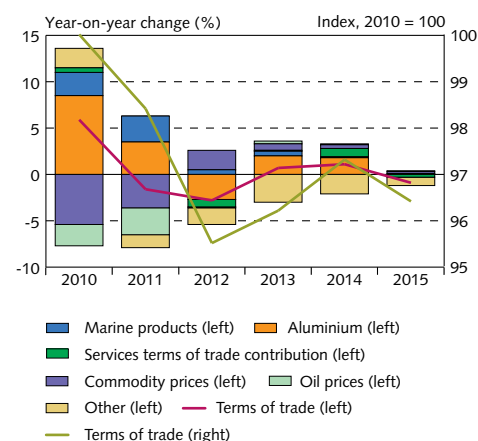 Year-on-year change (%) Index, 2010 = 100
15 100
10 99
5 98
0 97
-5 96
-10 95
2010 2011 2012 2013 2014 2015
Marine products (left) Aluminium (left)
Services terms of trade contribution (left)
Commodity prices (left) Oil prices (left)
Other (left) Terms of trade (left)
Terms of trade (right)